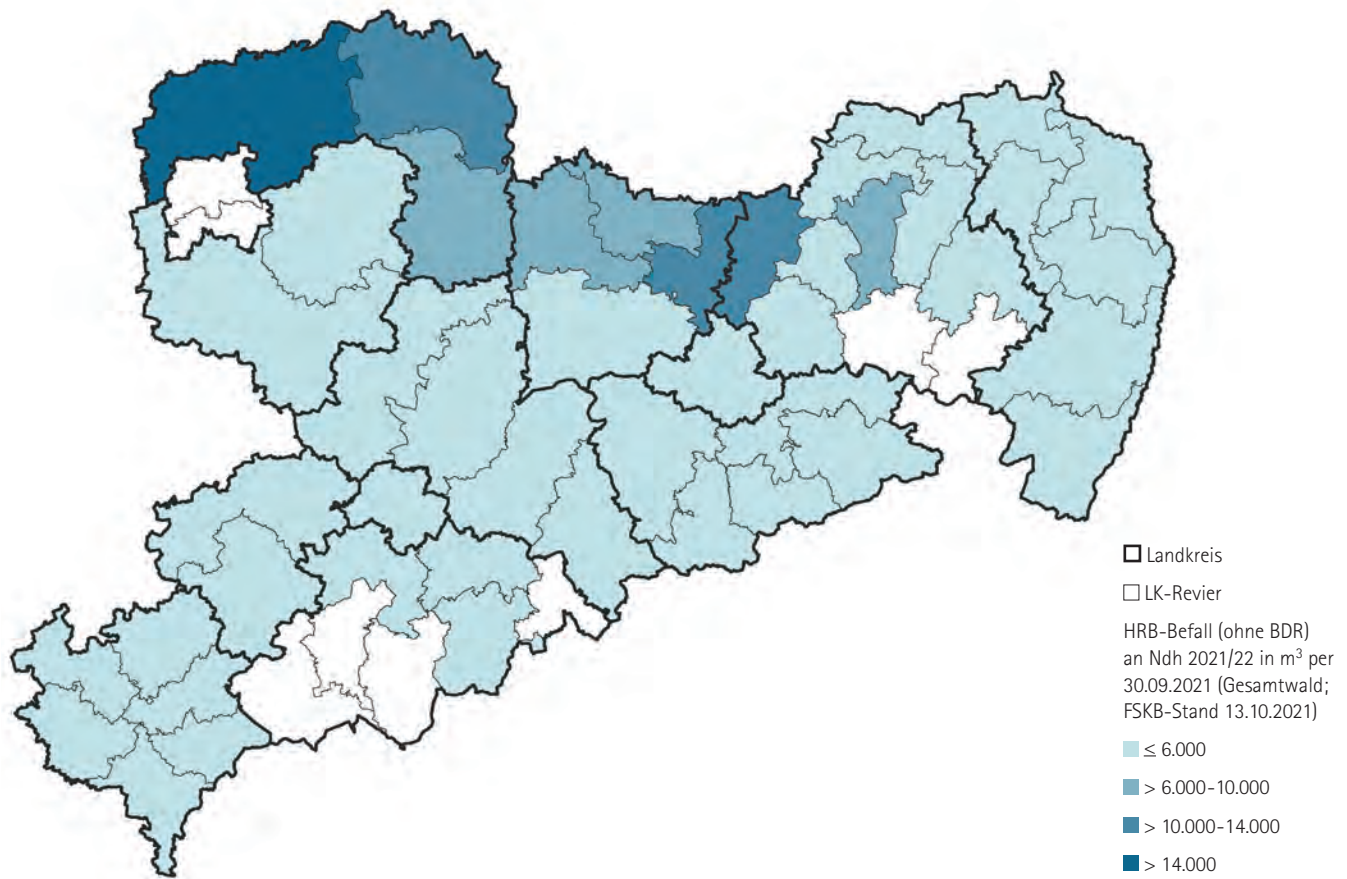 Landkreis
LK-Revier
HRB-Befall (ohne BDR)
an Ndh 2021/22 in m³ per
30.09.2021 (Gesamtwald;
FSKB-Stand 13.10.2021)
≤ 6.000
> 6.000-10.000
> 10.000-14.000
> 14.000